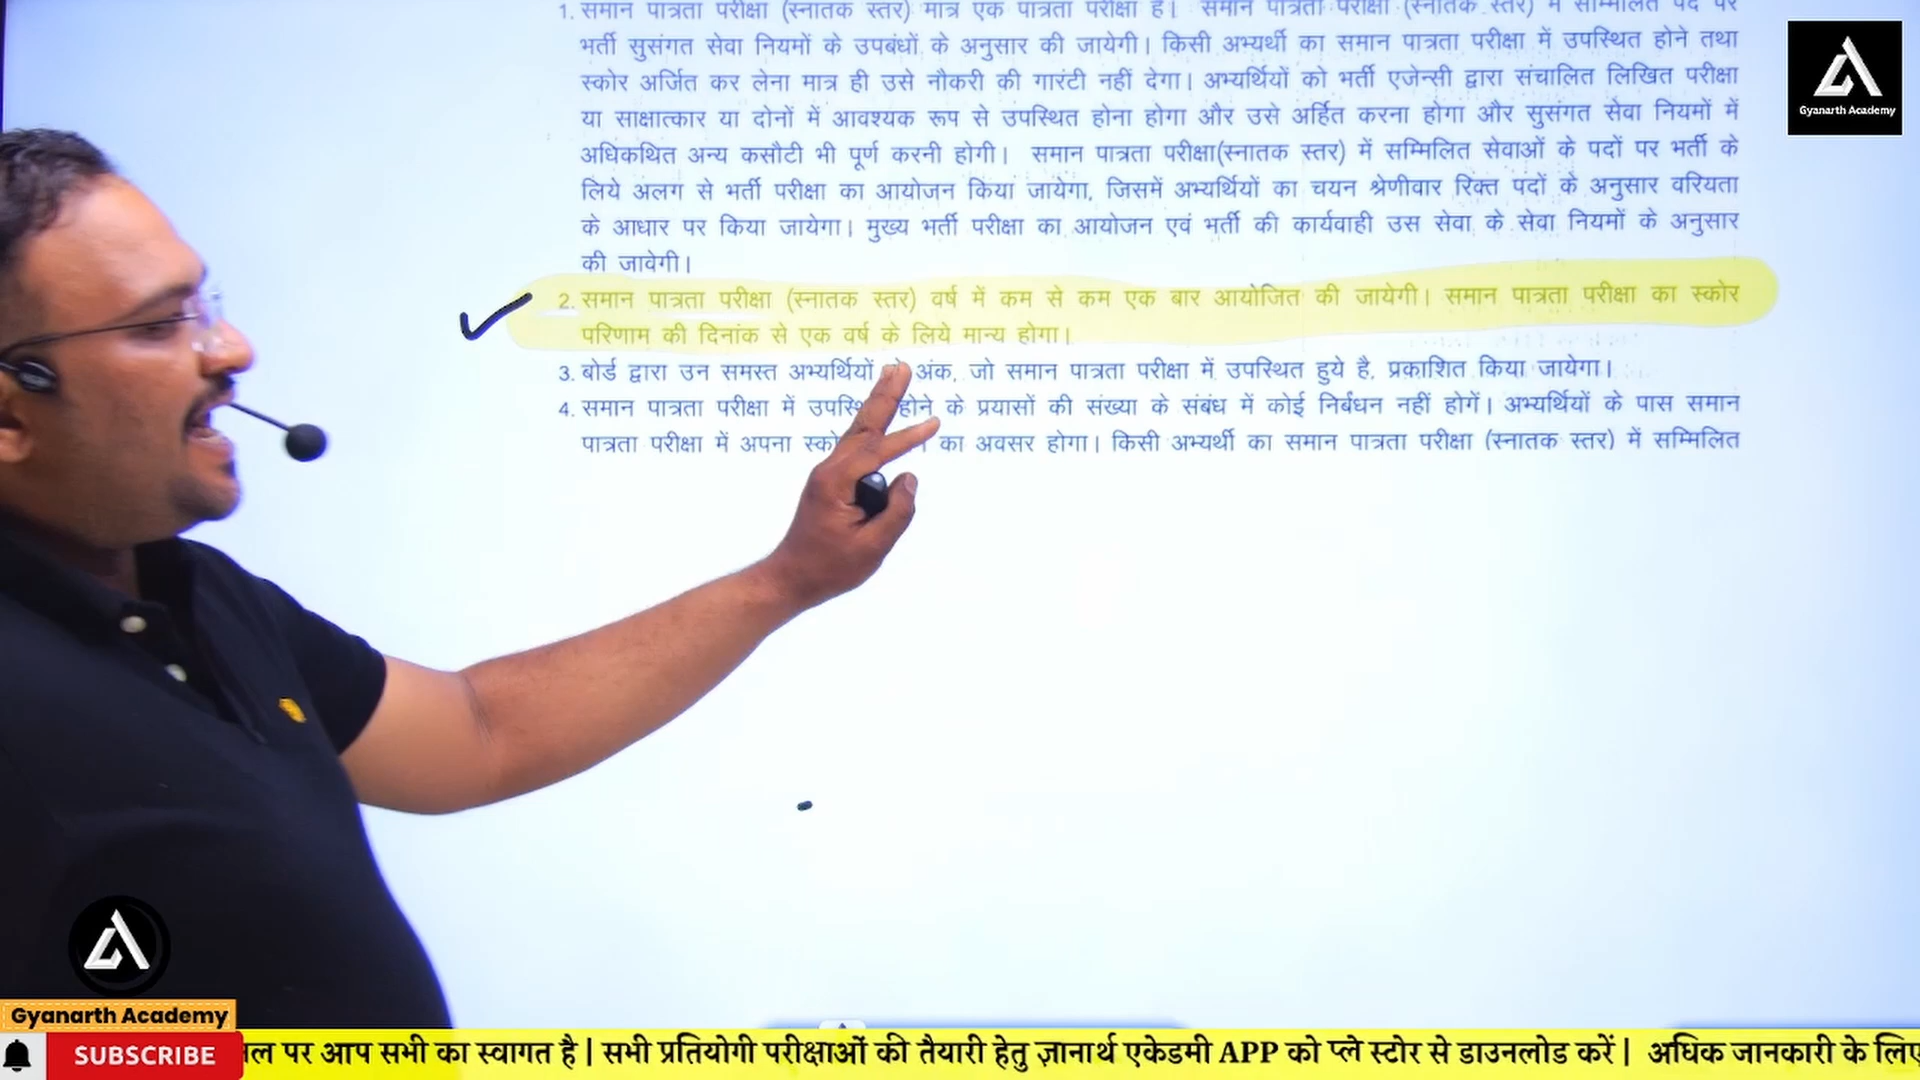 1. समान पात्रता परीक्षा (स्नातक स्तर) मात्र एक पात्रता परीक्षा है। समान पात्रता परीक्षा (स्नातक स्तर) में सम्मिलित पद पर
भर्ती सुसंगत सेवा नियमों के उपबंधों के अनुसार की जायेगी। किसी अभ्यर्थी का समान पात्रता परीक्षा में उपस्थित होने तथा
स्कोर अर्जित कर लेना मात्र ही उसे नौकरी की गारंटी नहीं देगा। अभ्यर्थियों को भर्ती एजेन्सी द्वारा संचालित लिखित परीक्षा
या साक्षात्कार या दोनों में आवश्यक रूप से उपस्थित होना होगा और उसे अर्हित करना होगा और सुसंगत सेवा नियमों में
अधिकथित अन्य कसौटी भी पूर्ण करनी होगी। समान पात्रता परीक्षा(स्नातक स्तर) में सम्मिलित सेवाओं के पदों पर भर्ती के
लिये अलग से भर्ती परीक्षा का आयोजन किया जायेगा, जिसमें अभ्यर्थियों का चयन श्रेणीवार रिक्त पदों के अनुसार वरियता
के आधार पर किया जायेगा। मुख्य भर्ती परीक्षा का आयोजन एवं भर्ती की कार्यवाही उस सेवा के सेवा नियमों के अनुसार
की जावेगी।
2. समान पात्रता परीक्षा (स्नातक स्तर) वर्ष में कम से कम एक बार आयोजित की जायेगी। समान पात्रता परीक्षा का स्कोर
परिणाम की दिनांक से एक वर्ष के लिये मान्य होगा।
3. बोर्ड द्वारा उन समस्त अभ्यर्थियों अंक, जो समान पात्रता परीक्षा में उपस्थित हुये है, प्रकाशित किया जायेगा।
4. समान पात्रता परीक्षा में होने के प्रयासों की संख्या के संबंध में कोई निर्बंधन नहीं होगें। अभ्यर्थियों के पास समान
पात्रता परीक्षा में अपना का अवसर होगा। किसी अभ्यर्थी का समान पात्रता परीक्षा (स्नातक स्तर) में सम्मिलित
Gyanarth Academy
Gyanarth Academy
SUBSCRIBE
पर आप सभी का स्वागत है | सभी प्रतियोगी परीक्षाओं की तैयारी हेतु ज्ञानार्थ एकेडमी APP को प्ले स्टोर से डाउनलोड करें | अधिक जानकारी के लिए